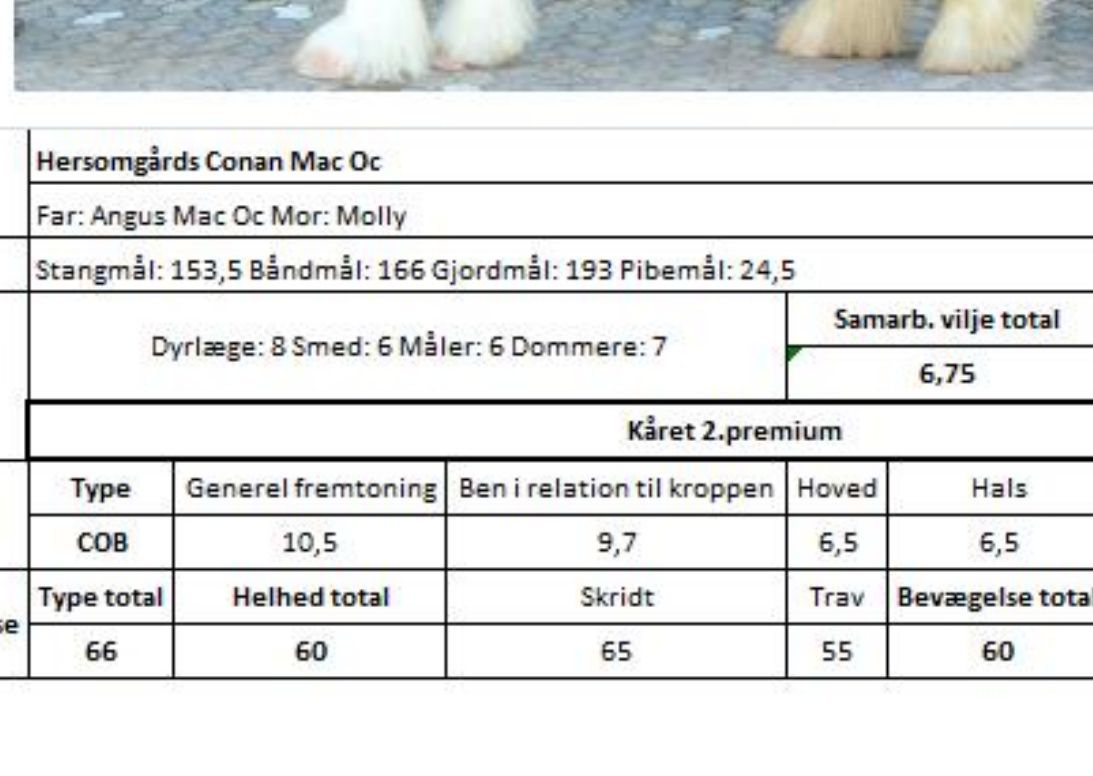 Hersomgårds Conan Mac Oc
Far: Angus Mac Oc Mor: Molly
Stangmål: 153,5 Båndmål: 166 Gjordmål: 193 Pibemål: 24,5
Dyrlæge: 8 Smed: 6 Måler: 6 Dommere: 7
Samarb. vilje total
6,75
Kåret 2.premium
Type Generel fremtoning Ben i relation til kroppen Hoved Hals
COB 10,5 9,7 6,5 6,5
Type total Helhed total Skridt Trav Bevægelse total
66 60 65 55 60